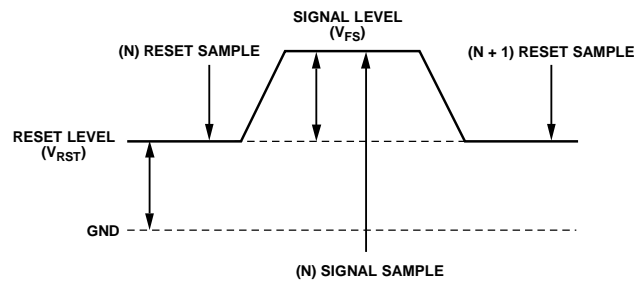 SIGNAL LEVEL
(VFS)
(N) RESET SAMPLE
(N + 1) RESET SAMPLE
RESET LEVEL
(VRST)
GND
(N) SIGNAL SAMPLE